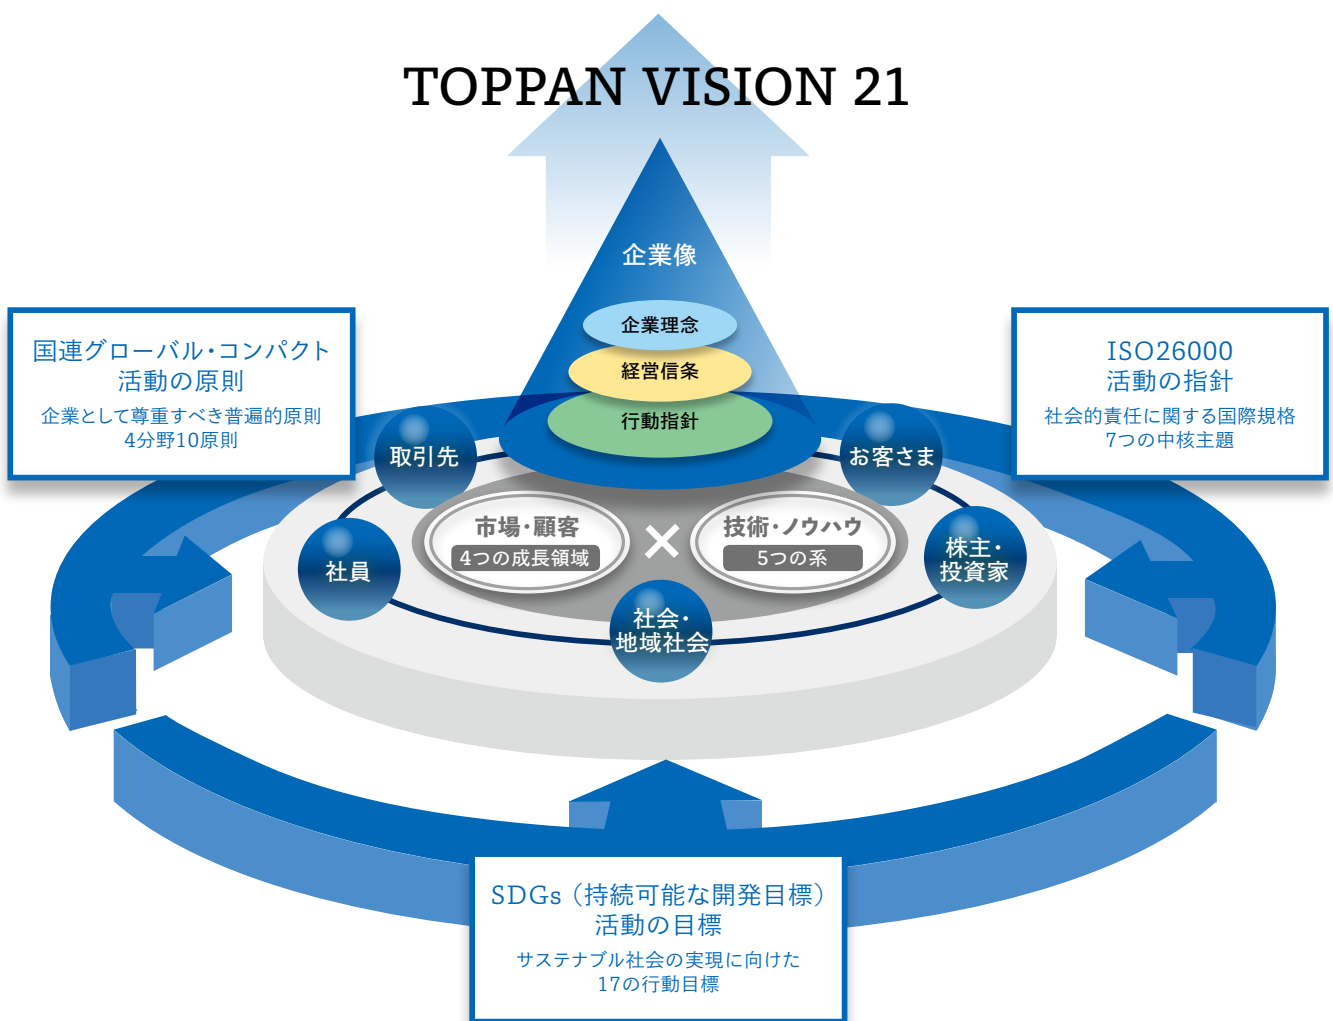 TOPPAN VISION 21
企業像
企業理念
経営信条
行動指針
国連グローバル・コンパクト
活動の原則
企業として尊重すべき普遍的原則
4分野10原則
ISO26000
活動の指針
社会的責任に関する国際規格
7つの中核主題
取引先
お客さま
社員
株主・
投資家
社会・
地域社会
市場・顧客
4つの成長領域
×
技術・ノウハウ
5つの系
SDGs（持続可能な開発目標）
活動の目標
サステナブル社会の実現に向けた
17の行動目標